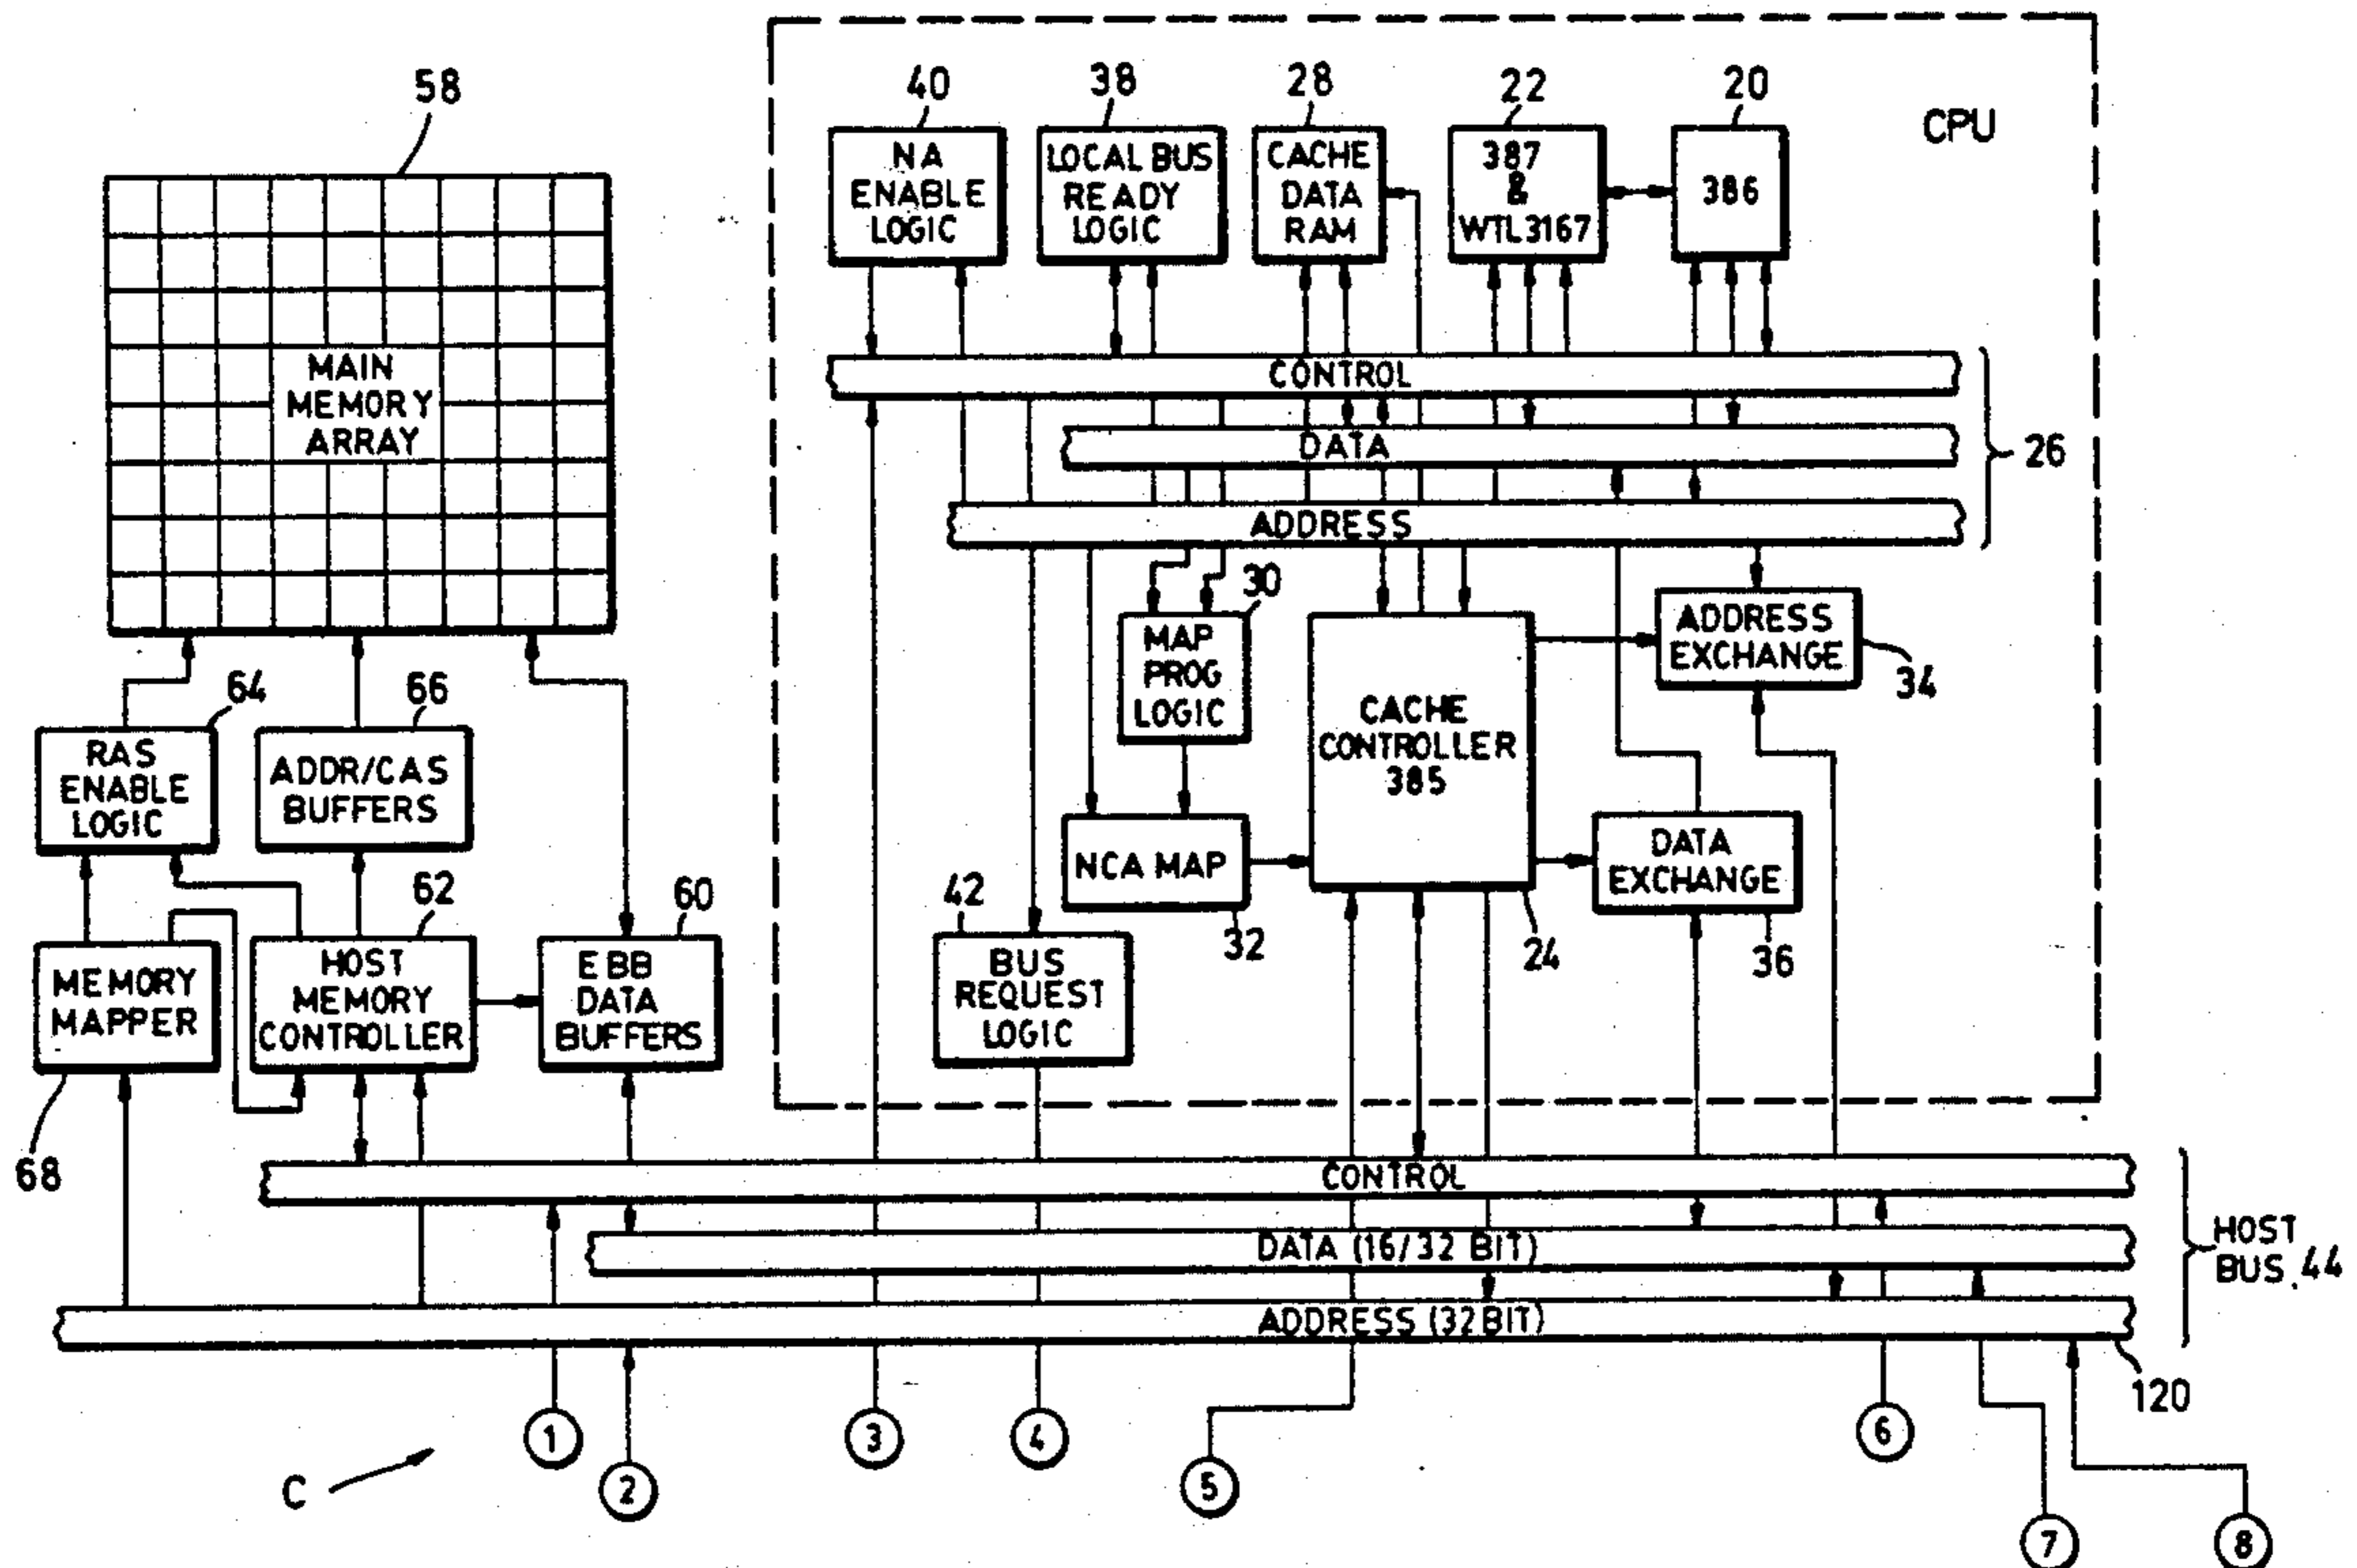 58
40
38
28
22
20
CPU
NA
ENABLE
LOGIC
LOCAL BUS
READY
LOGIC
CACHE
DATA
RAM
387
&
WTL3167
386
MAIN
MEMORY
ARRAY
CONTROL
DATA
ADDRESS
26
30
MAP
PROG
LOGIC
CACHE
CONTROLLER
385
ADDRESS
EXCHANGE
34
64
66
RAS
ENABLE
LOGIC
ADDR/CAS
BUFFERS
NCA MAP
32
DATA
EXCHANGE
36
24
62
60
42
MEMORY
MAPPER
68
HOST
MEMORY
CONTROLLER
EBB
DATA
BUFFERS
BUS
REQUEST
LOGIC
CONTROL
DATA (16/32 BIT)
ADDRESS (32BIT)
HOST
BUS.44
120
1
2
3
4
5
6
7
8
C